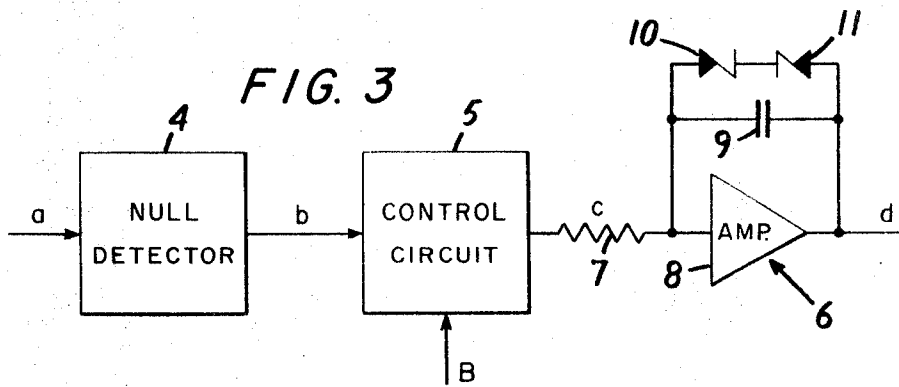 10
11
FIG. 3
4
5
9
a
NULL
DETECTOR
b
CONTROL
CIRCUIT
c
7
AMP.
8
d
6
B